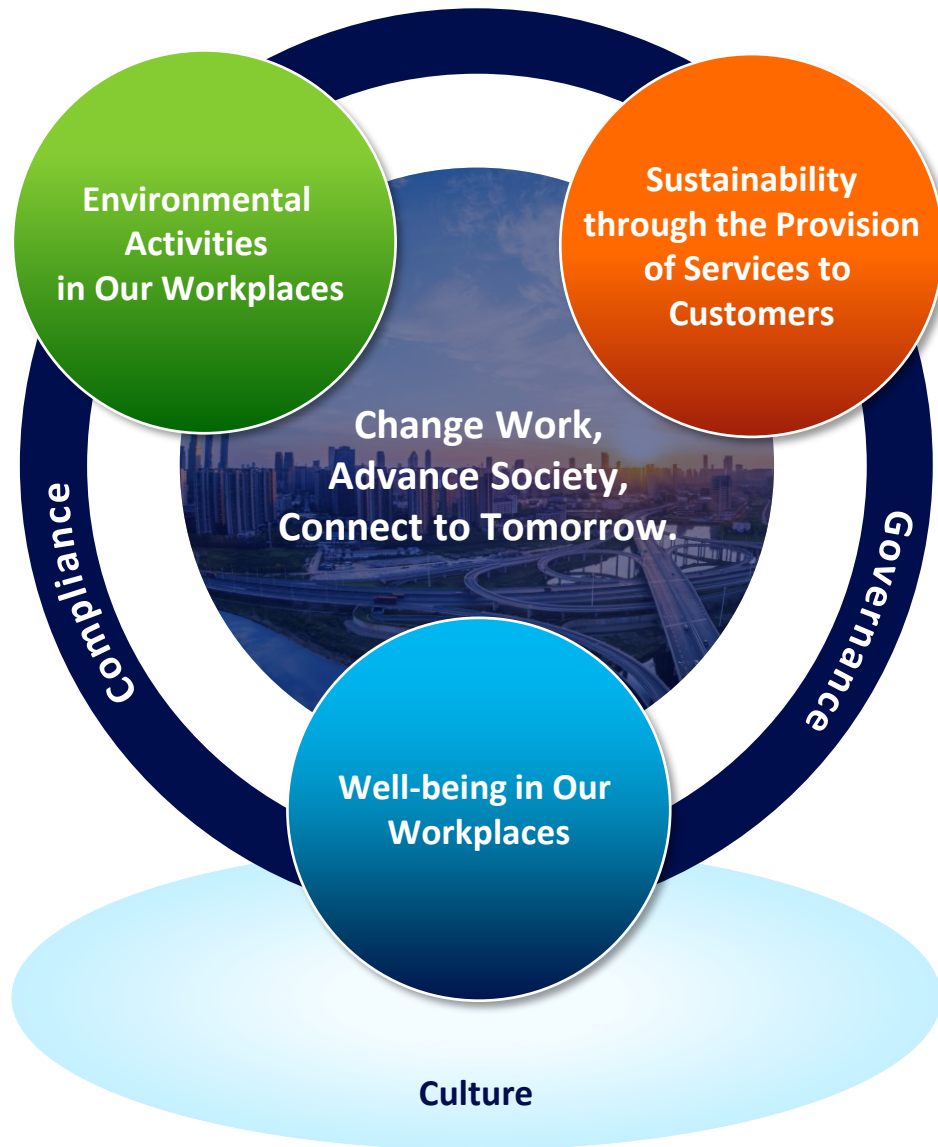 Environmental
Activities
in Our Workplaces
Sustainability
through the Provision
of Services to
Customers
Change Work,
Advance Society,
Connect to Tomorrow.
Compliance
Governance
Well-being in Our
Workplaces
Culture